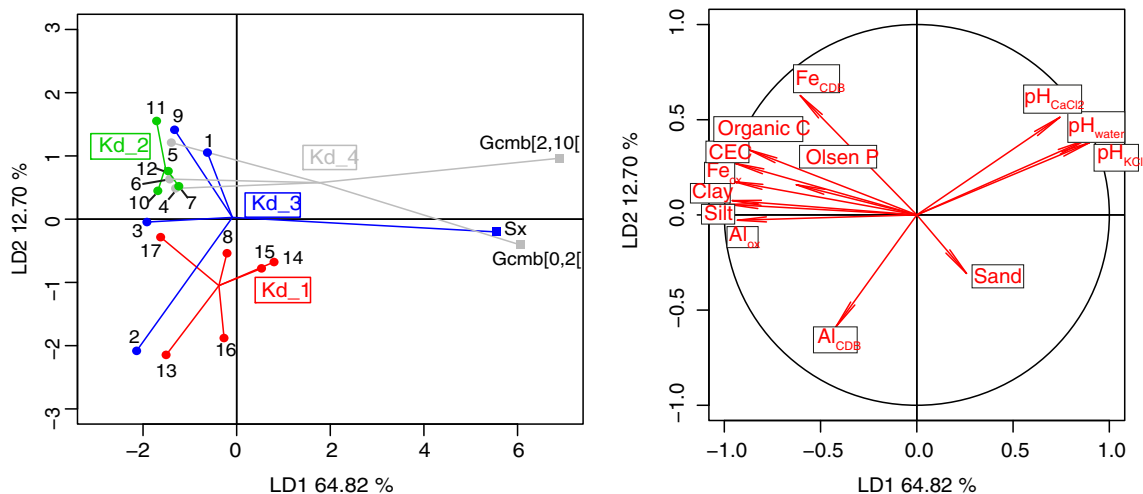 3
2
1
0
−1
−2
−3
LD2 12.70 %
−2
0
2
4
6
LD1 64.82 %
11
9
1
Kd_2
5
12
6
10
4
7
Kd_4
Gcmb[2,10[
Kd_3
3
Sx
17
8
15
14
Gcmb[0,2[
Kd_1
2
13
16
1.0
0.5
0.0
−0.5
−1.0
LD2 12.70 %
−1.0
−0.5
0.0
0.5
1.0
LD1 64.82 %
FeCDB
pHCaCl2
Organic C
pHwater
CEC
Olsen P
pHKCl
Feox
Clay
Silt
Alox
Sand
AlCDB